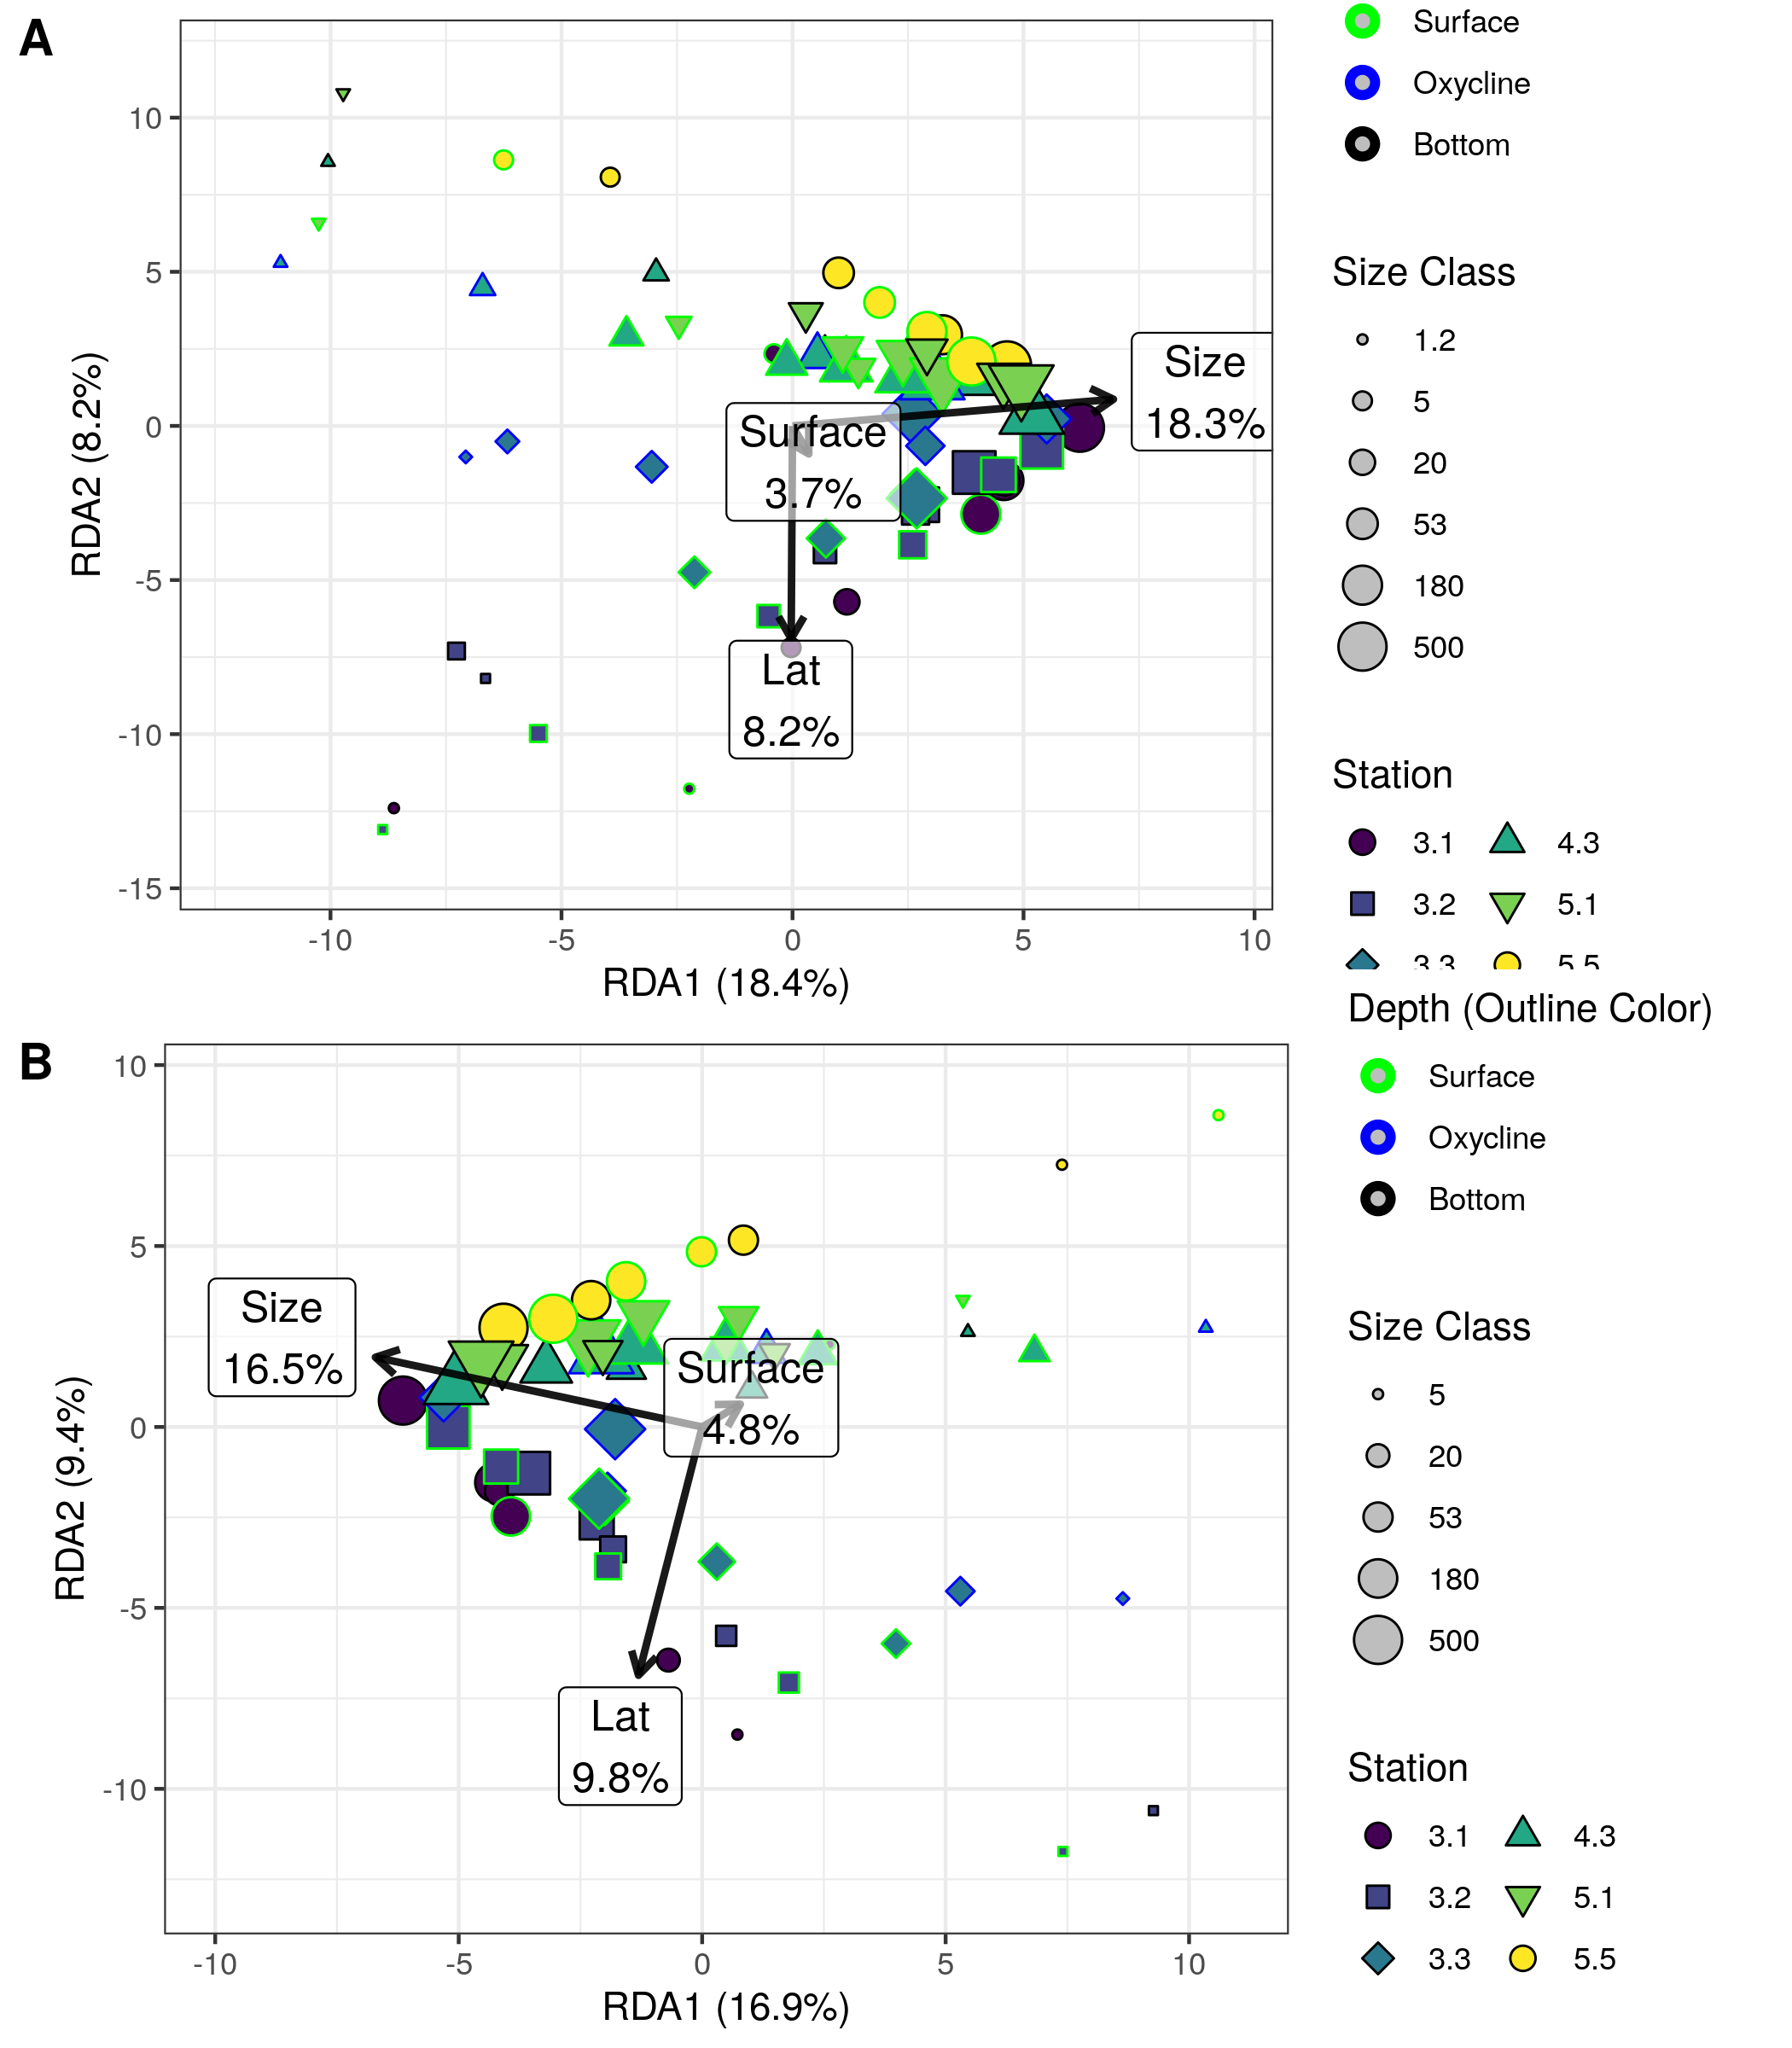 A
10
5
0
-5
-10
-15
RDA2 (8.2%)
-10
-5
0
5
10
RDA1 (18.4%)
Size
18.3%
Surface
3.7%
Lat
8.2%
Surface
Oxycline
Bottom
Size Class
1.2
5
20
53
180
500
Station
3.1
4.3
3.2
5.1
3.3
5.5
B
10
5
0
-5
-10
RDA2 (9.4%)
-10
-5
0
5
10
RDA1 (16.9%)
Size
16.5%
Surface
4.8%
Lat
9.8%
Depth (Outline Color)
Surface
Oxycline
Bottom
Size Class
5
20
53
180
500
Station
3.1
4.3
3.2
5.1
3.3
5.5